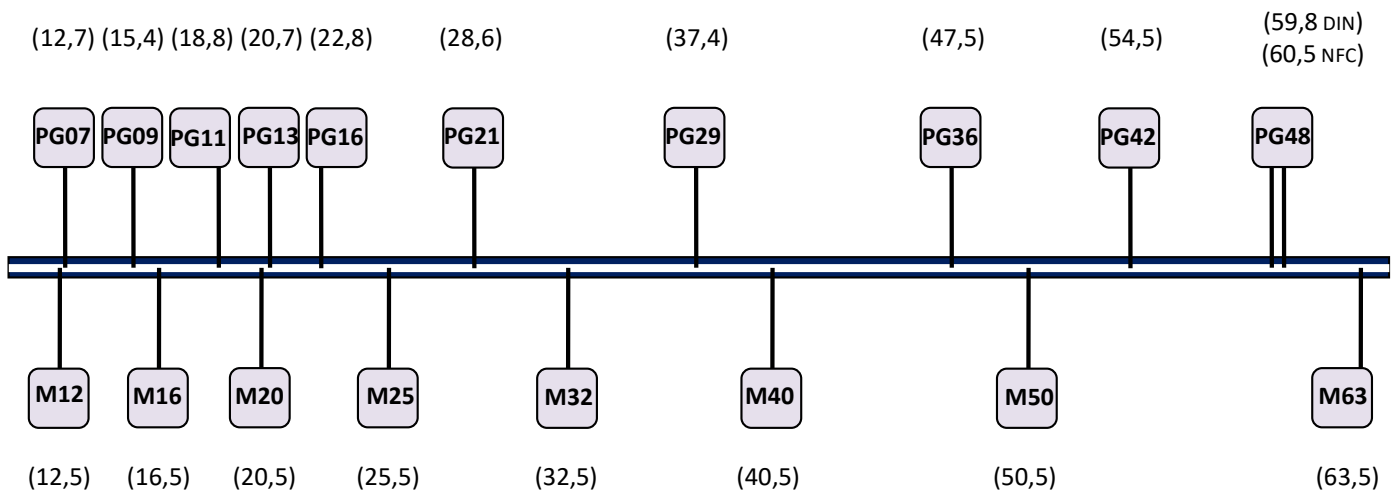 (59,8 DIN)
(12,7) (15,4) (18,8) (20,7) (22,8) (28,6) (37,4) (47,5) (54,5)
(60,5 NFC)
PG07 PG09 PG11 PG13 PG16 PG21 PG29 PG36 PG42 PG48
M12 M16 M20 M25 M32 M40 M50 M63
(12,5) (16,5) (20,5) (25,5) (32,5) (40,5) (50,5) (63,5)